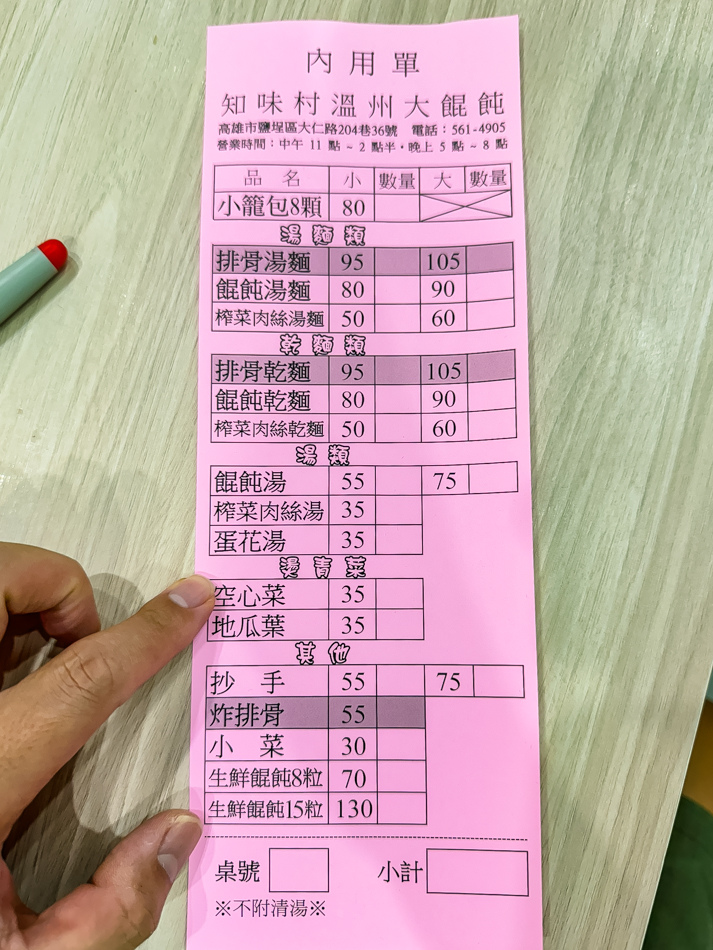 內用單
知味村溫州大餛飩
高雄市鹽埕區大仁路204巷36號 電話：561-4905
營業時間：中午 11 點 ~ 2 點半・晚上 5 點 ~ 8 點
品 名 小 數量 大 數量
小籠包8顆 80
湯麵類
排骨湯麵 95 105
餛飩湯麵 80 90
榨菜肉絲湯麵 50 60
乾麵類
排骨乾麵 95 105
餛飩乾麵 80 90
榨菜肉絲乾麵 50 60
湯類
餛飩湯 55 75
榨菜肉絲湯 35
蛋花湯 35
燙青菜
空心菜 35
地瓜葉 35
其他
抄 手 55 75
炸排骨 55
小 菜 30
生鮮餛飩8粒 70
生鮮餛飩15粒 130
桌號 小計
※不附清湯※